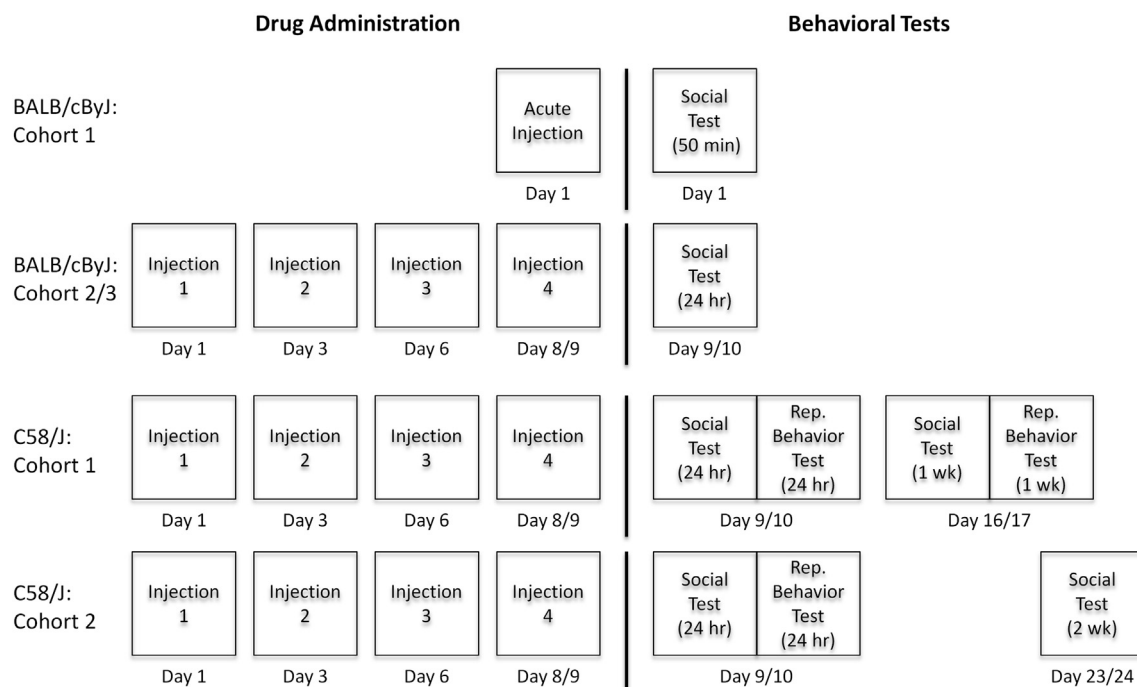 Drug Administration
Behavioral Tests
BALB/cByJ:
Cohort 1
Acute
Injection
Day 1
Social
Test
(50 min)
Day 1
BALB/cByJ:
Cohort 2/3
Injection
1
Day 1
Injection
2
Day 3
Injection
3
Day 6
Injection
4
Day 8/9
Social
Test
(24 hr)
Day 9/10
C58/J:
Cohort 1
Injection
1
Day 1
Injection
2
Day 3
Injection
3
Day 6
Injection
4
Day 8/9
Social
Test
(24 hr)
Rep.
Behavior
Test
(24 hr)
Day 9/10
Social
Test
(1 wk)
Rep.
Behavior
Test
(1 wk)
Day 16/17
C58/J:
Cohort 2
Injection
1
Day 1
Injection
2
Day 3
Injection
3
Day 6
Injection
4
Day 8/9
Social
Test
(24 hr)
Rep.
Behavior
Test
(24 hr)
Day 9/10
Social
Test
(2 wk)
Day 23/24